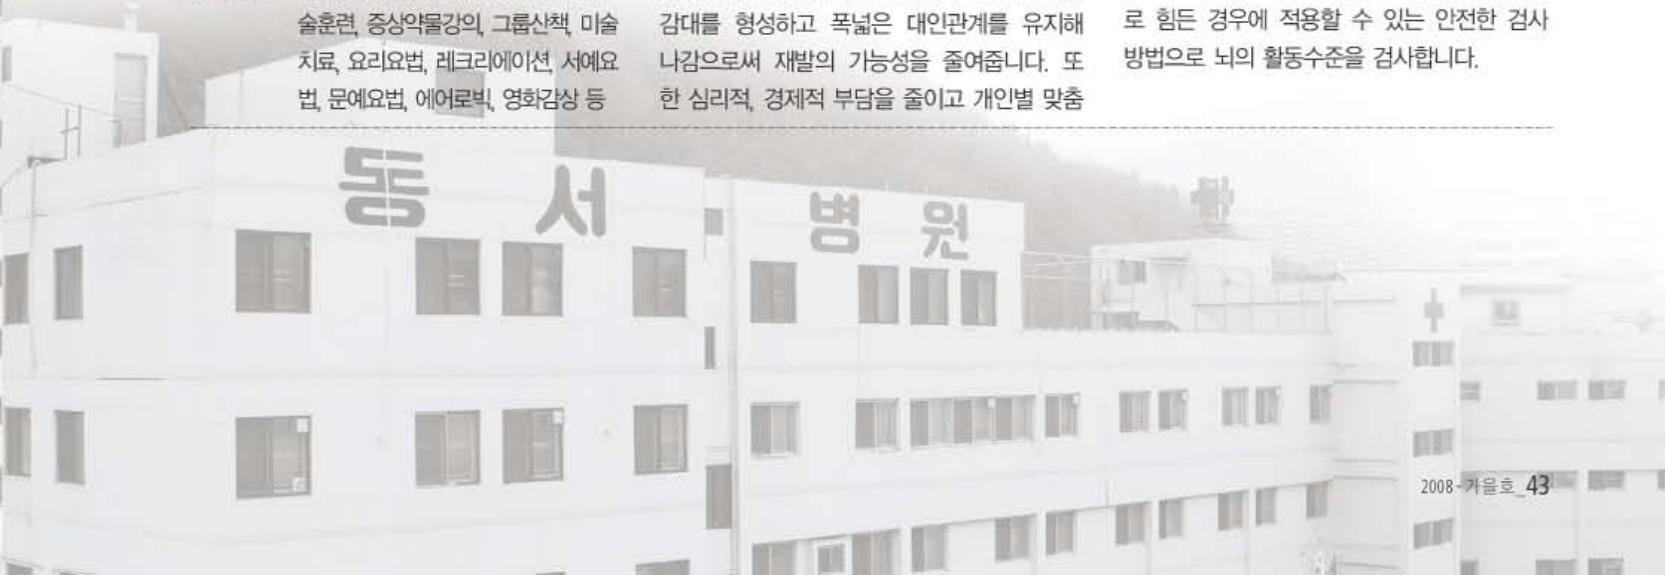 술훈련, 증상약물강의, 그룹산책, 미술
치료, 요리요법, 레크리에이션, 서예요
법, 문예요법, 에어로빅, 영화감상 등
감대를 형성하고 폭넓은 대인관계를 유지해
나감으로써 재발의 가능성을 줄여줍니다. 또
한 심리적, 경제적 부담을 줄이고 개인별 맞춤
로 힘든 경우에 적용할 수 있는 안전한 검사
방법으로 뇌의 활동수준을 검사합니다.
동서병원
2008 - 가을호_43